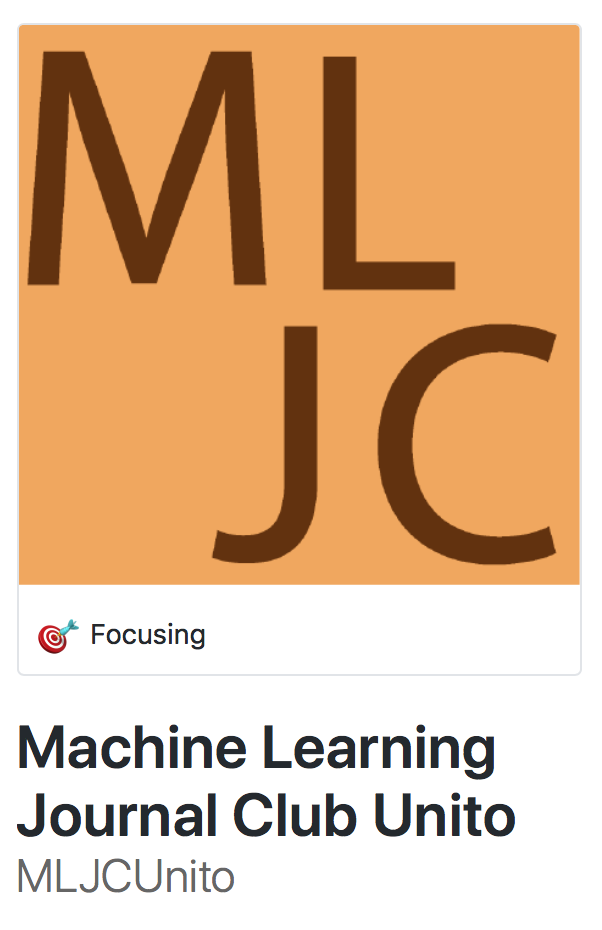 ML
JC
🎯 Focusing
Machine Learning
Journal Club Unito
MLJCUnito